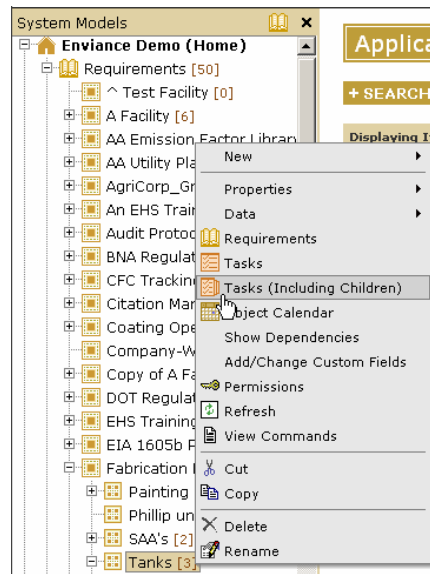 System Models
Enviance Demo (Home)
Applica
Requirements [50]
^ Test Facility [0]
+ SEARCH
A Facility [6]
AA Emission Factor Library
Displaying I
AA Utility Pla
New
AgriCorp_Gr
Properties
An EHS Train
Data
Audit Protoc
Requirements
BNA Regulat
Tasks
CFC Trackin
Tasks (Including Children)
Citation Mar
Object Calendar
Coating Ope
Show Dependencies
Company-W
Add/Change Custom Fields
Copy of A Fa
Permissions
DOT Regulat
Refresh
EHS Training
View Commands
EIA 1605b F
Fabrication
Cut
Painting
Copy
Phillip un
Delete
SAA's [2]
Rename
Tanks [3]